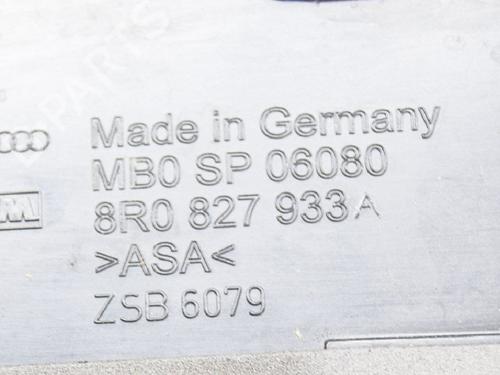 Made in Germany
MB0 SP 06080
8R0 827 933 A
>ASA<
ZSB 6079